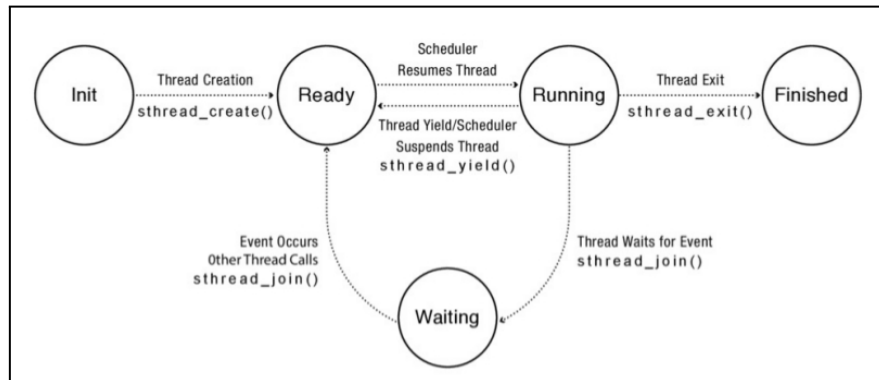 Scheduler
Resumes Thread
Init
Thread Creation
sthread_create()
Ready
Running
Thread Exit
sthread_exit()
Finished
Thread Yield/Scheduler
Suspends Thread
sthread_yield()
Event Occurs
Other Thread Calls
sthread_join()
Thread Waits for Event
sthread_join()
Waiting